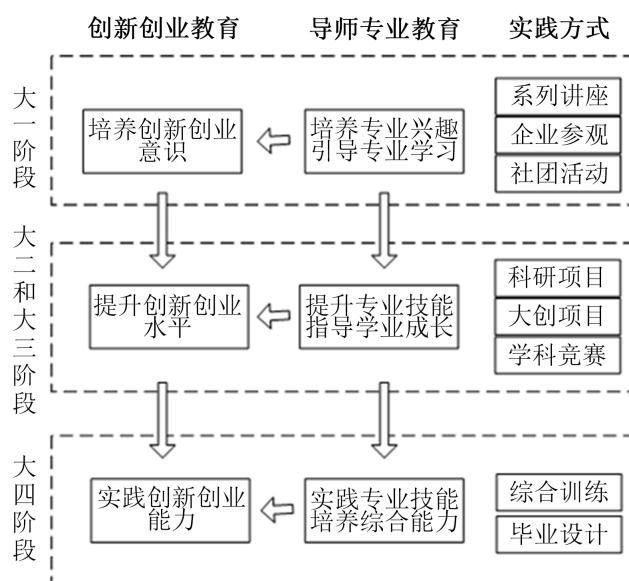 创新创业教育 导师专业教育 实践方式
大一阶段
培养创新创业
意识
培养专业兴趣
引导专业学习
系列讲座
企业参观
社团活动
大二和大三阶段
提升创新创业
水平
提升专业技能
指导学业成长
科研项目
大创项目
学科竞赛
大四阶段
实践创新创业
能力
实践专业技能
培养综合能力
综合训练
毕业设计